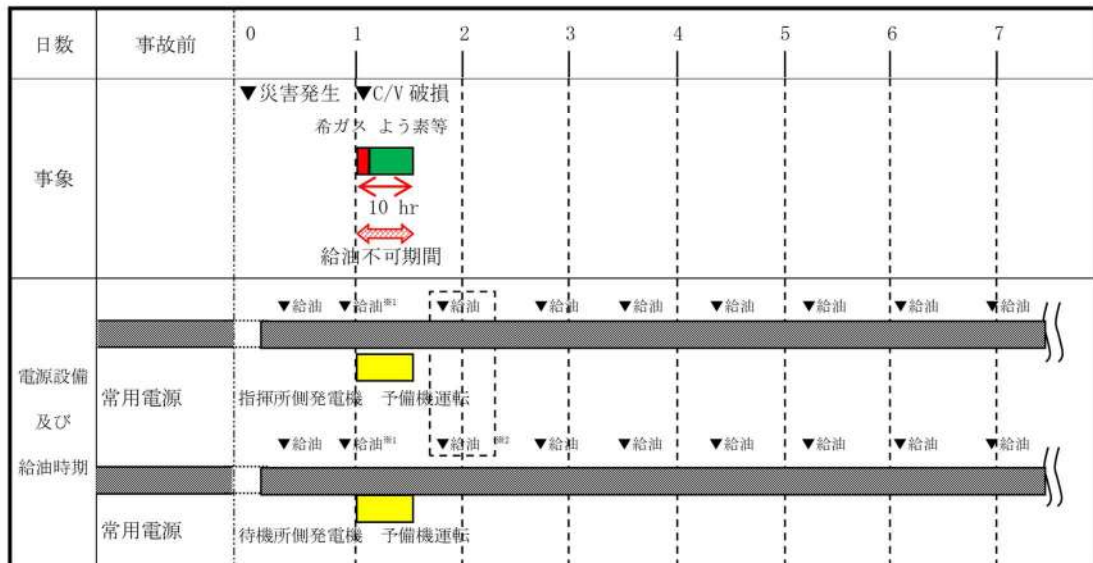 日数 事故前 0 1 2 3 4 5 6 7
▼災害発生 ▼C/V 破損
希ガス よう素等
事象
10 hr
給油不可期間
▼給油 ▼給油※1 ▼給油 ▼給油 ▼給油 ▼給油 ▼給油 ▼給油 ▼給油
電源設備
及び
給油時期
常用電源 指揮所側発電機 予備機運転
▼給油 ▼給油※1 ▼給油 ※2 ▼給油 ▼給油 ▼給油 ▼給油 ▼給油 ▼給油
常用電源 待機所側発電機 予備機運転